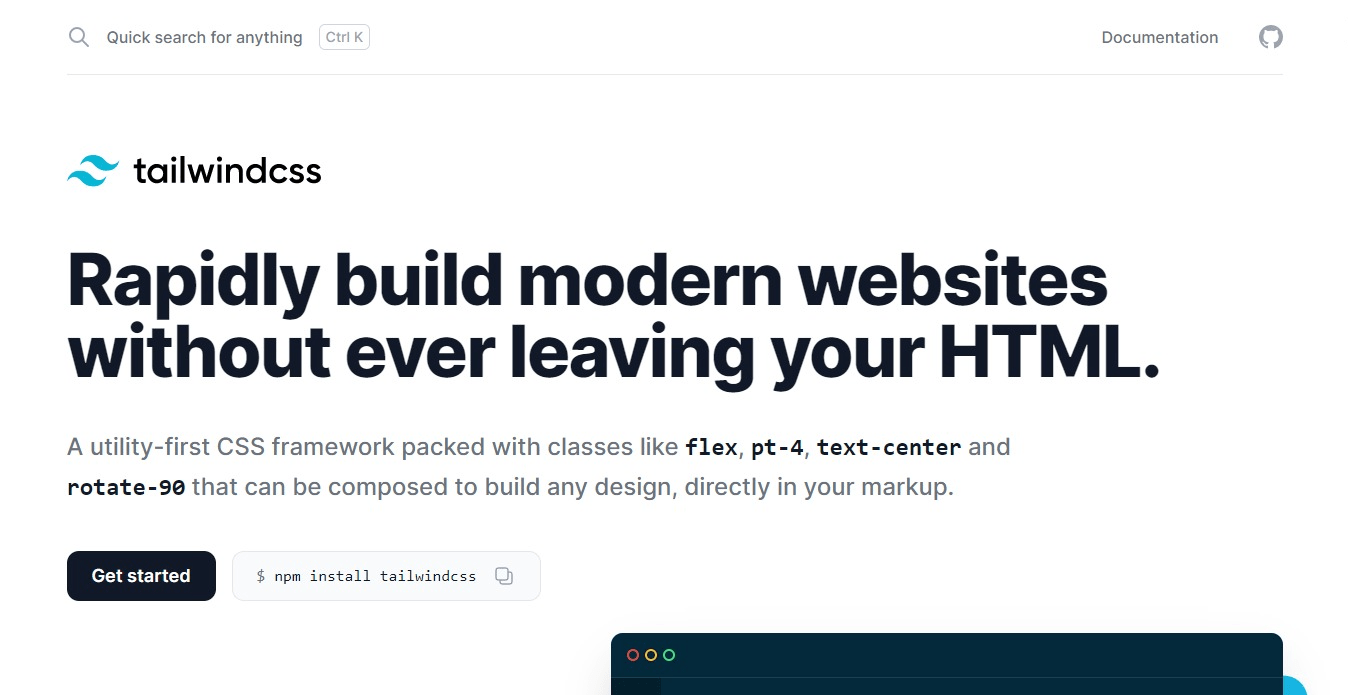 Quick search for anything Ctrl K Documentation
tailwindcss
Rapidly build modern websites
without ever leaving your HTML.
A utility-first CSS framework packed with classes like flex, pt-4, text-center and
rotate-90 that can be composed to build any design, directly in your markup.
Get started $ npm install tailwindcss